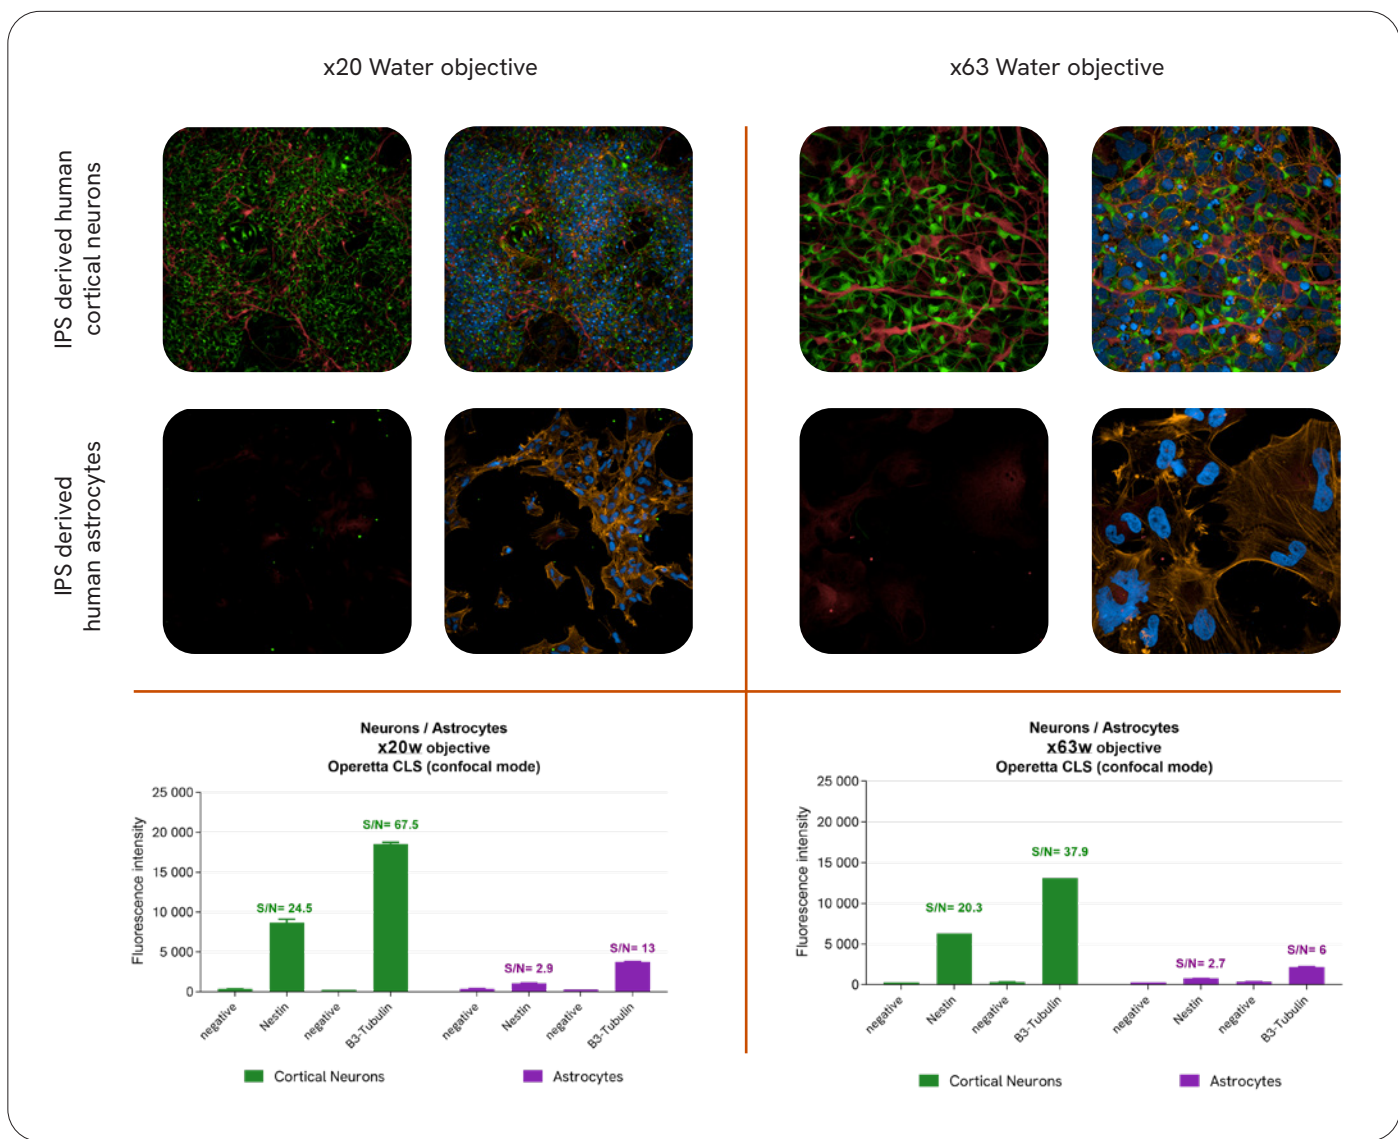 x20 Water objective
x63 Water objective
IPS derived human
cortical neurons
IPS derived
human astrocytes
Neurons / Astrocytes
x20w objective
Operetta CLS (confocal mode)
Fluorescence intensity
25 000
20 000
15 000
10 000
5 000
0
S/N= 24.5
S/N= 67.5
S/N= 2.9
S/N= 13
negative
Nestin
negative
B3-Tubulin
negative
Nestin
negative
B3-Tubulin
Cortical Neurons
Astrocytes
Neurons / Astrocytes
x63w objective
Operetta CLS (confocal mode)
Fluorescence intensity
25 000
20 000
15 000
10 000
5 000
0
S/N= 20.3
S/N= 37.9
S/N= 2.7
S/N= 6
negative
Nestin
negative
B3-Tubulin
negative
Nestin
negative
B3-Tubulin
Cortical Neurons
Astrocytes